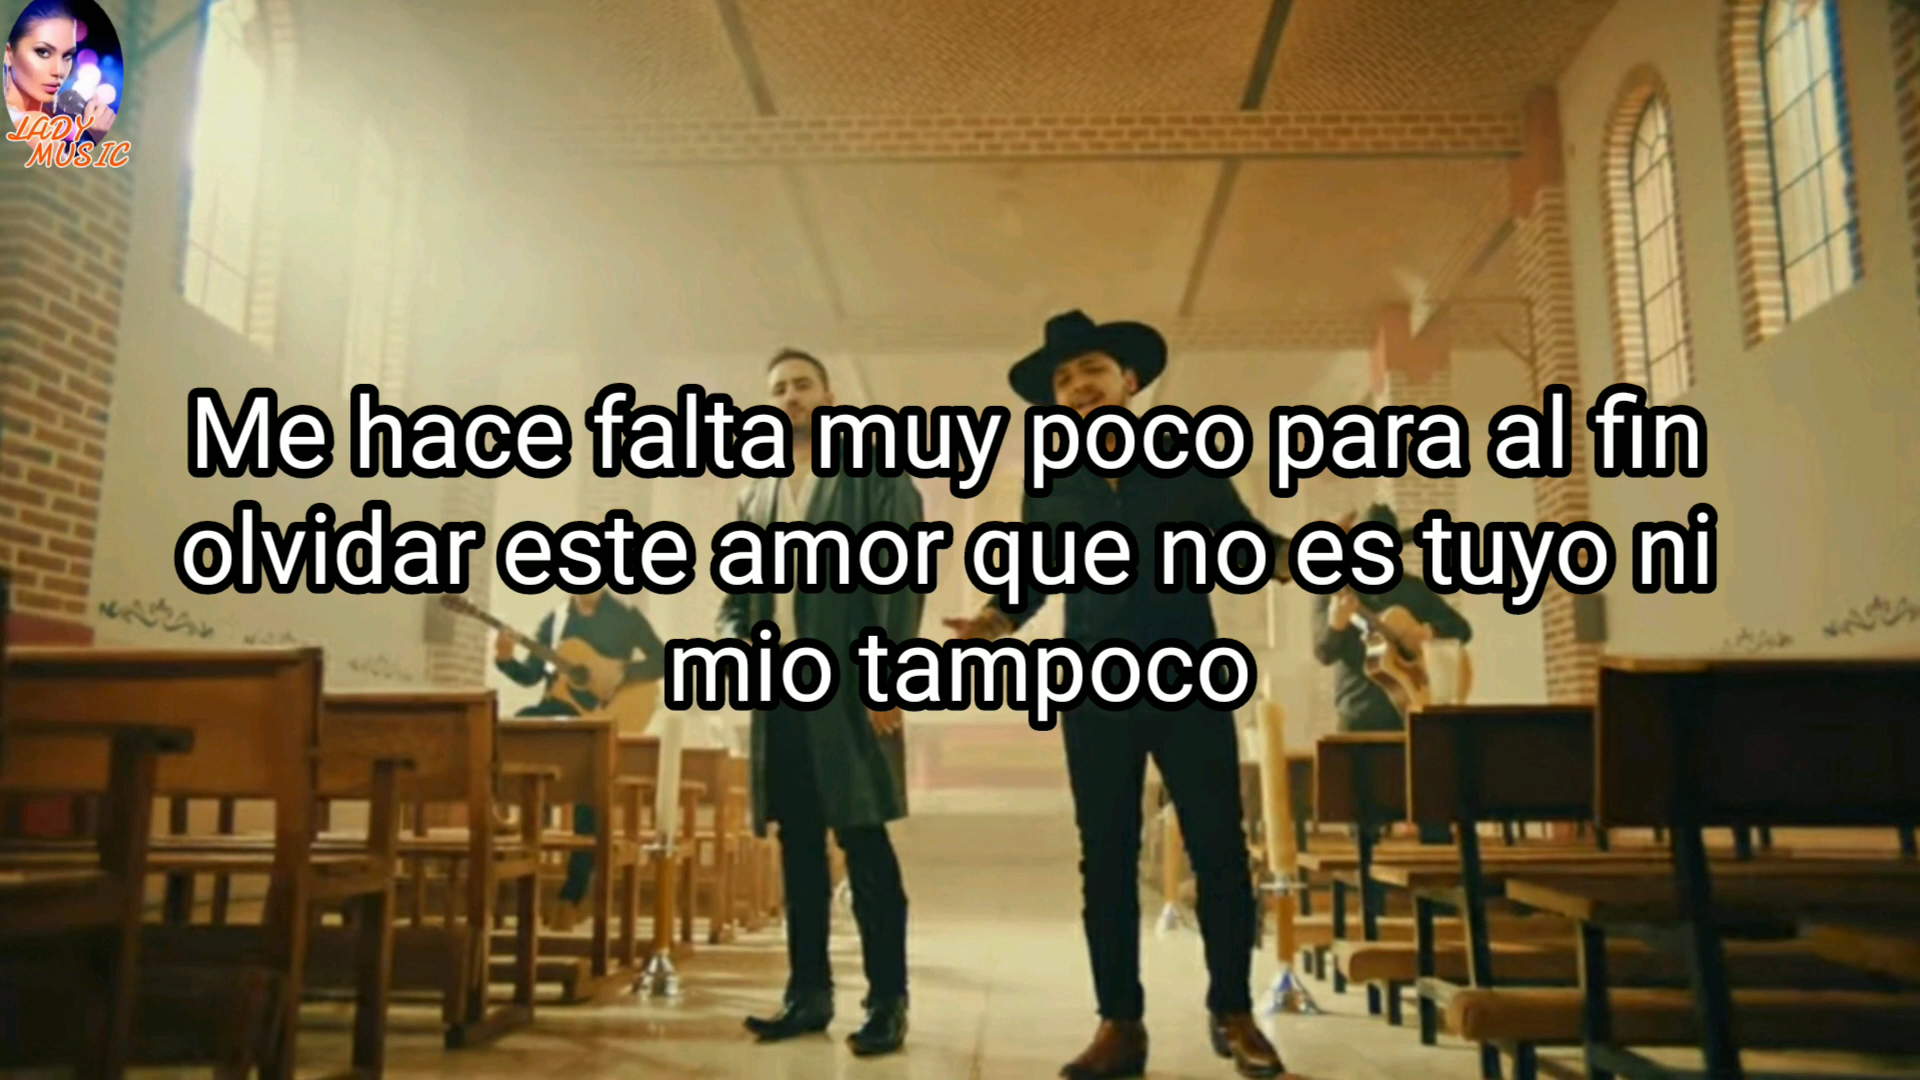 LADY
MUSIC
Me hace falta muy poco para al fin
olvidar este amor que no es tuyo ni
mio tampoco